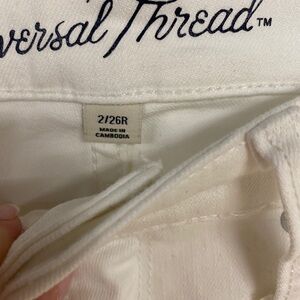 versal Thread™
2/26R
MADE IN
CAMBODIA